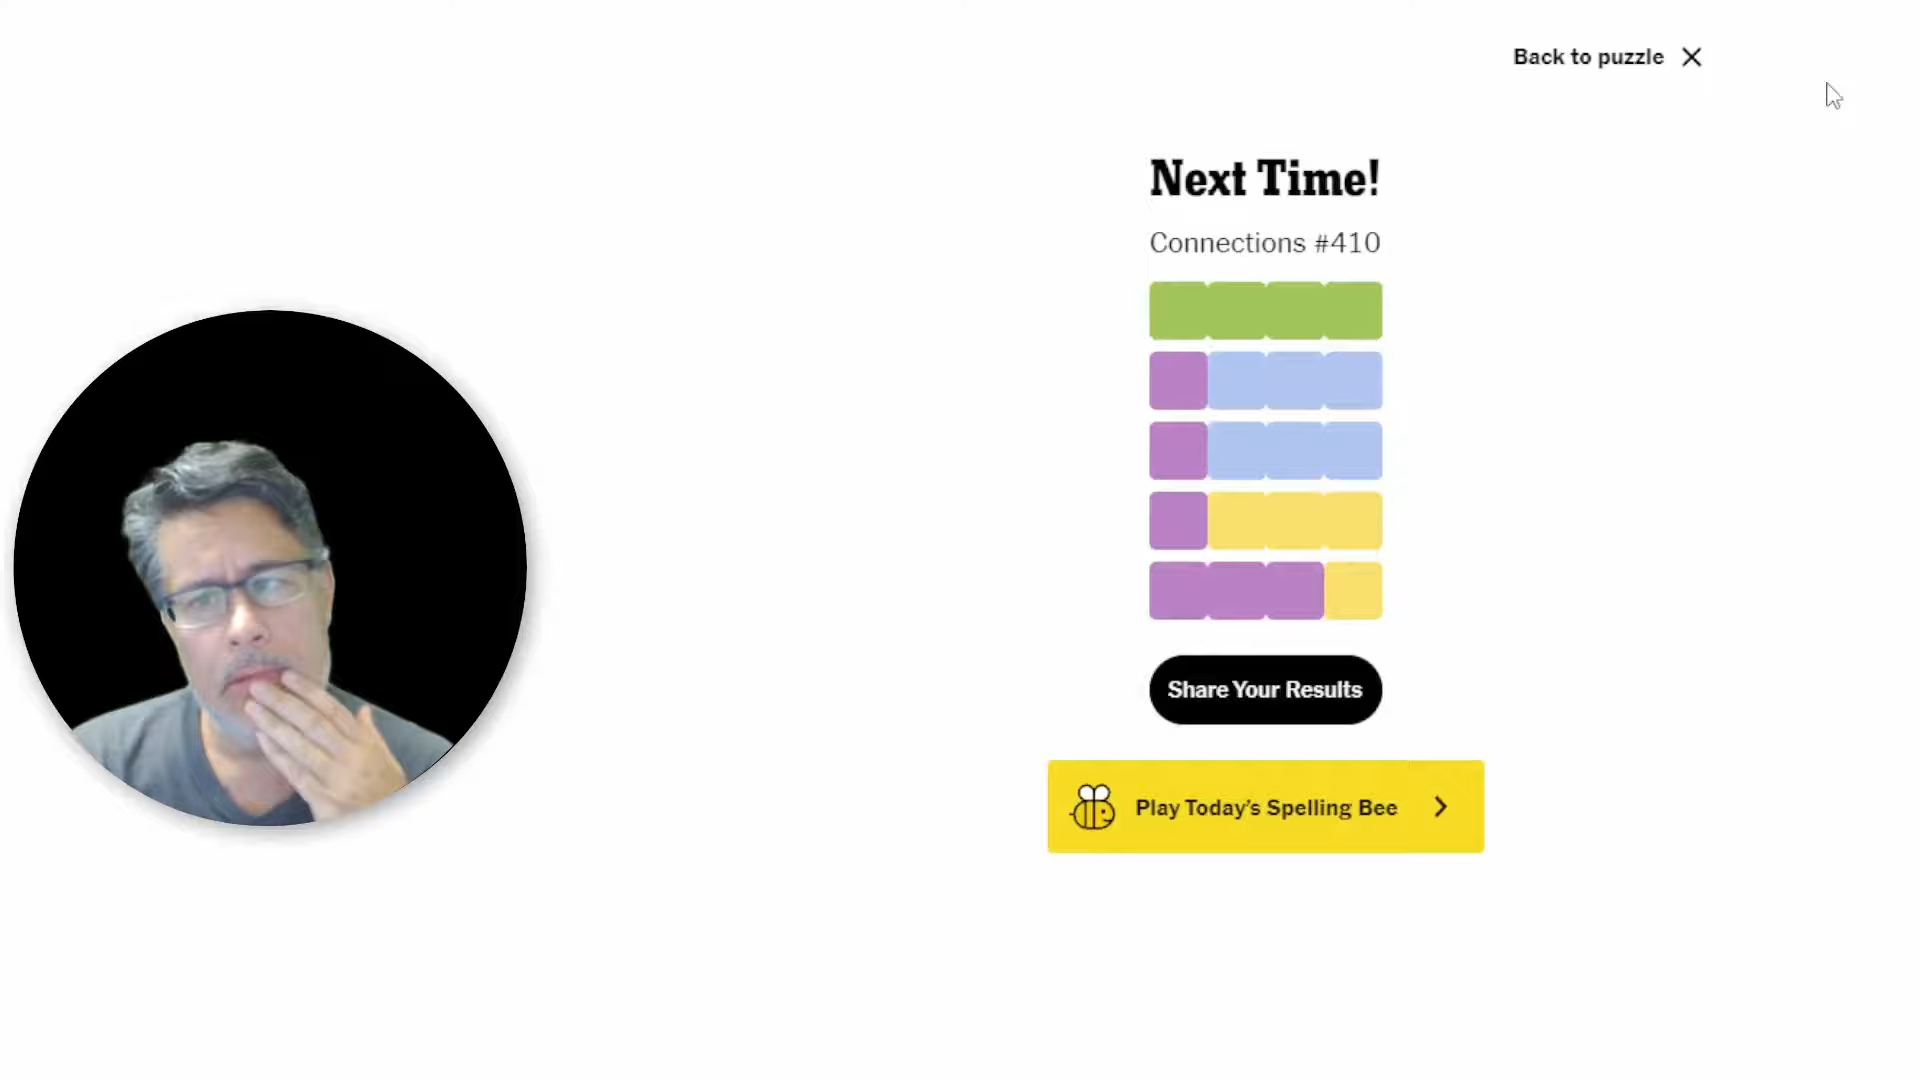 Back to puzzle
Next Time!
Connections #410
Share Your Results
Play Today's Spelling Bee